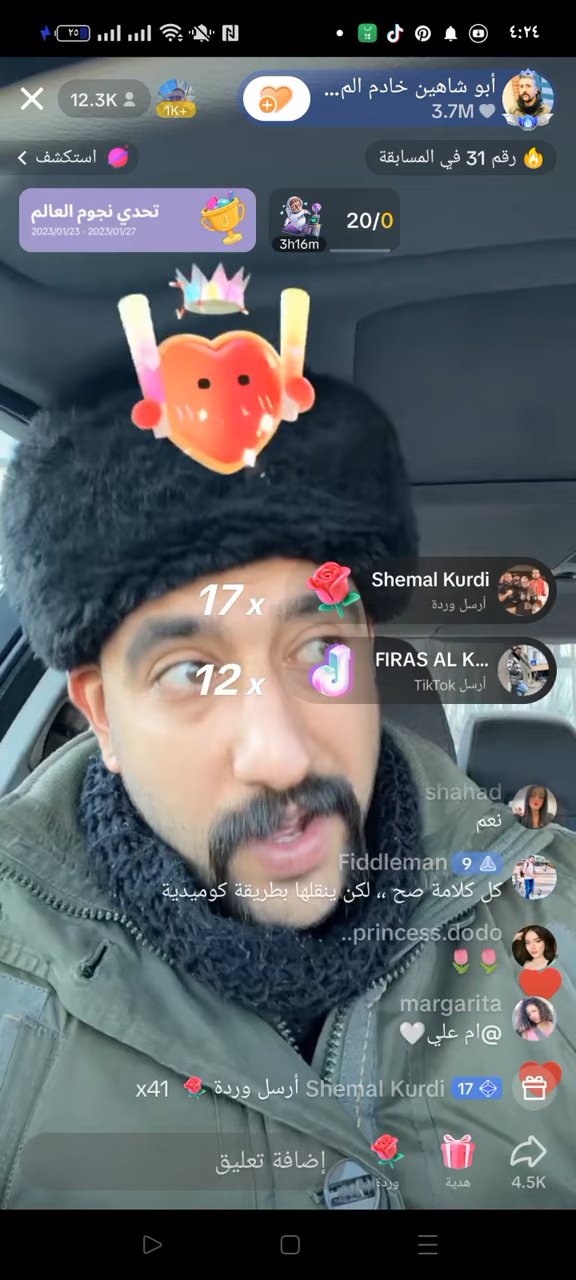 ٢٥
٤:٢٤
أبو شاهين خادم الم...
3.7M
12.3K
1K+
رقم 31 في المسابقة
استكشف
20/0
3h16m
تحدي نجوم العالم
2023/01/23 - 2023/01/27
Shemal Kurdi
أرسل وردة
17 x
FIRAS AL K...
أرسل TikTok
12 x
shahad
نعم
Fiddleman 9
كل كلامة صح ،، لكن ينقلها بطريقة كوميدية
princess.dodo..
🌷🌷
margarita
@ام علي🤍
17 Shemal Kurdi أرسل وردة 🌹 x41
إضافة تعليق
وردة
هدية
4.5K